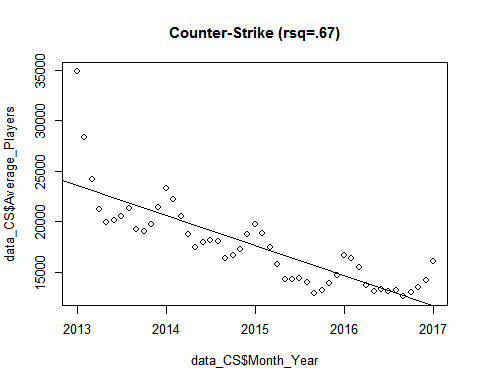 Counter-Strike (rsq=.67)
data_CS$Average_Players
35000
30000
25000
20000
15000
2013 2014 2015 2016 2017
data_CS$Month_Year